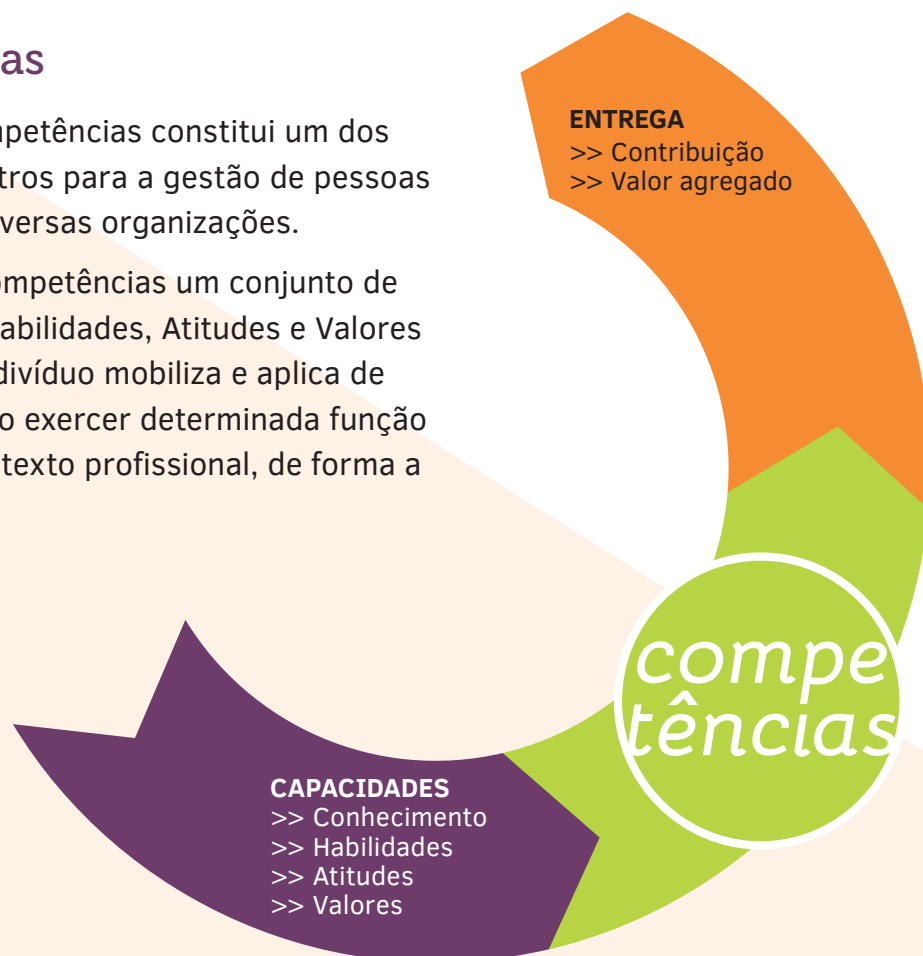 as
petências constitui um dos
tros para a gestão de pessoas
versas organizações.
ompetências um conjunto de
abilidades, Atitudes e Valores
divíduo mobiliza e aplica de
o exercer determinada função
texto profissional, de forma a
ENTREGA
>> Contribuição
>> Valor agregado
compe
tências
CAPACIDADES
>> Conhecimento
>> Habilidades
>> Atitudes
>> Valores